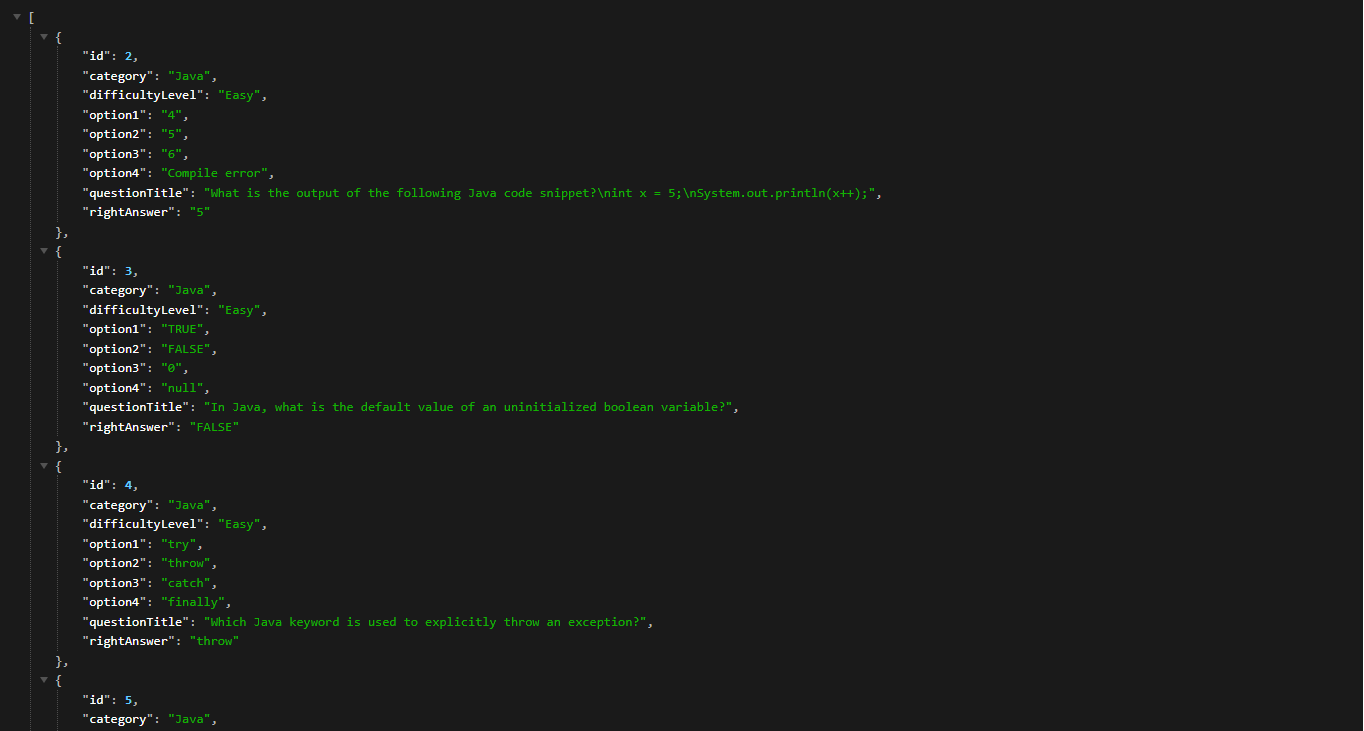 [
{
"id": 2,
"category": "Java",
"difficultyLevel": "Easy",
"option1": "4",
"option2": "5",
"option3": "6",
"option4": "Compile error",
"questionTitle": "What is the output of the following Java code snippet?\nint x = 5;\nSystem.out.println(x++);",
"rightAnswer": "5"
},
{
"id": 3,
"category": "Java",
"difficultyLevel": "Easy",
"option1": "TRUE",
"option2": "FALSE",
"option3": "0",
"option4": "null",
"questionTitle": "In Java, what is the default value of an uninitialized boolean variable?",
"rightAnswer": "FALSE"
},
{
"id": 4,
"category": "Java",
"difficultyLevel": "Easy",
"option1": "try",
"option2": "throw",
"option3": "catch",
"option4": "finally",
"questionTitle": "Which Java keyword is used to explicitly throw an exception?",
"rightAnswer": "throw"
},
{
"id": 5,
"category": "Java",